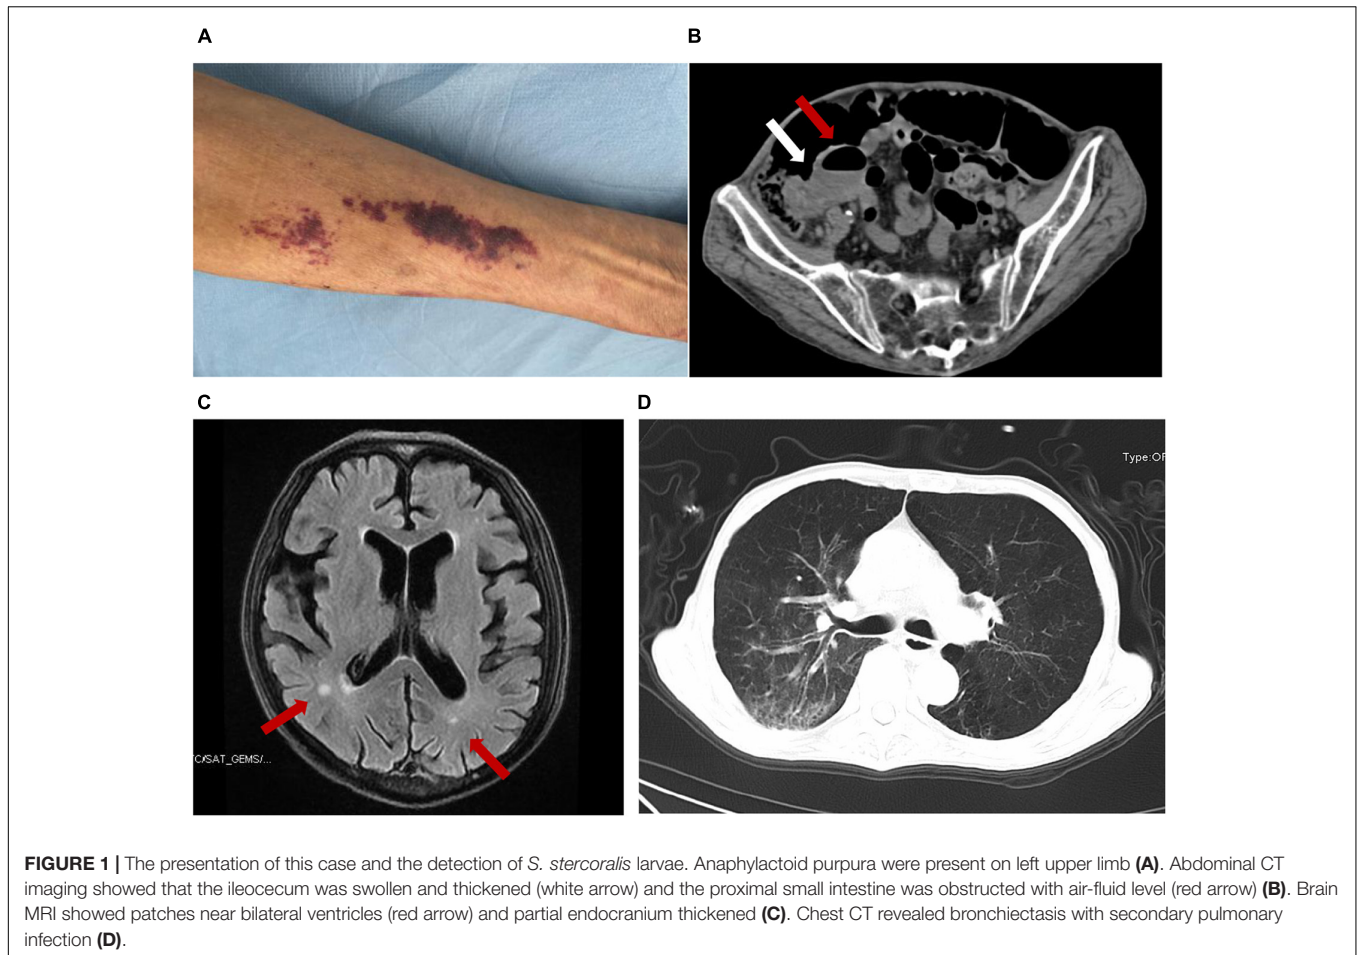 A
B
C
D
Type:OF
C/SAT_GEMS/...
FIGURE 1 | The presentation of this case and the detection of S. stercoralis larvae. Anaphylactoid purpura were present on left upper limb (A). Abdominal CT
imaging showed that the ileocecum was swollen and thickened (white arrow) and the proximal small intestine was obstructed with air-fluid level (red arrow) (B). Brain
MRI showed patches near bilateral ventricles (red arrow) and partial endocranium thickened (C). Chest CT revealed bronchiectasis with secondary pulmonary
infection (D).